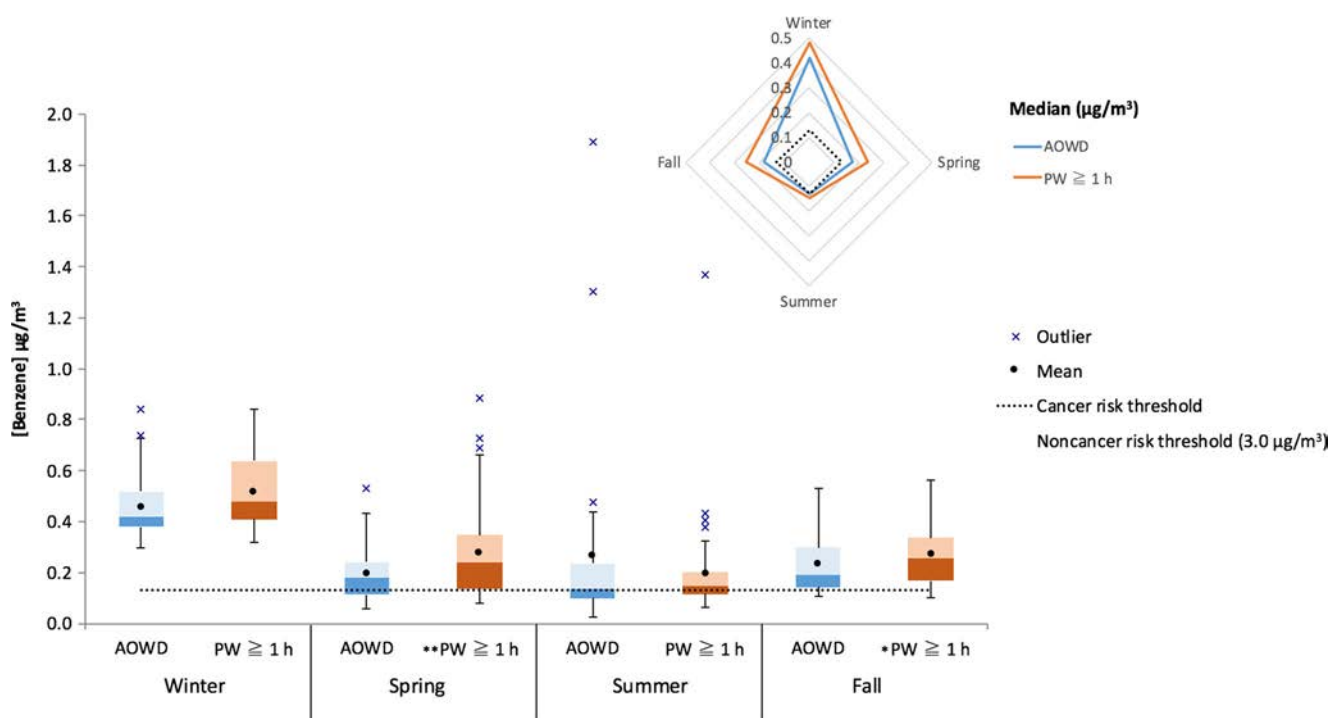 Winter
0.5
0.4
0.3
0.2
0.1
0
Fall
Spring
Summer
Median (µg/m³)
AOWD
PW ≧ 1 h
[Benzene] µg/m³
2.0
1.8
1.6
1.4
1.2
1.0
0.8
0.6
0.4
0.2
0.0
× Outlier
Mean
Cancer risk threshold
Noncancer risk threshold (3.0 µg/m³)
AOWD PW ≧ 1 h AOWD **PW ≧ 1 h AOWD PW ≧ 1 h AOWD *PW ≧ 1 h
Winter Spring Summer Fall